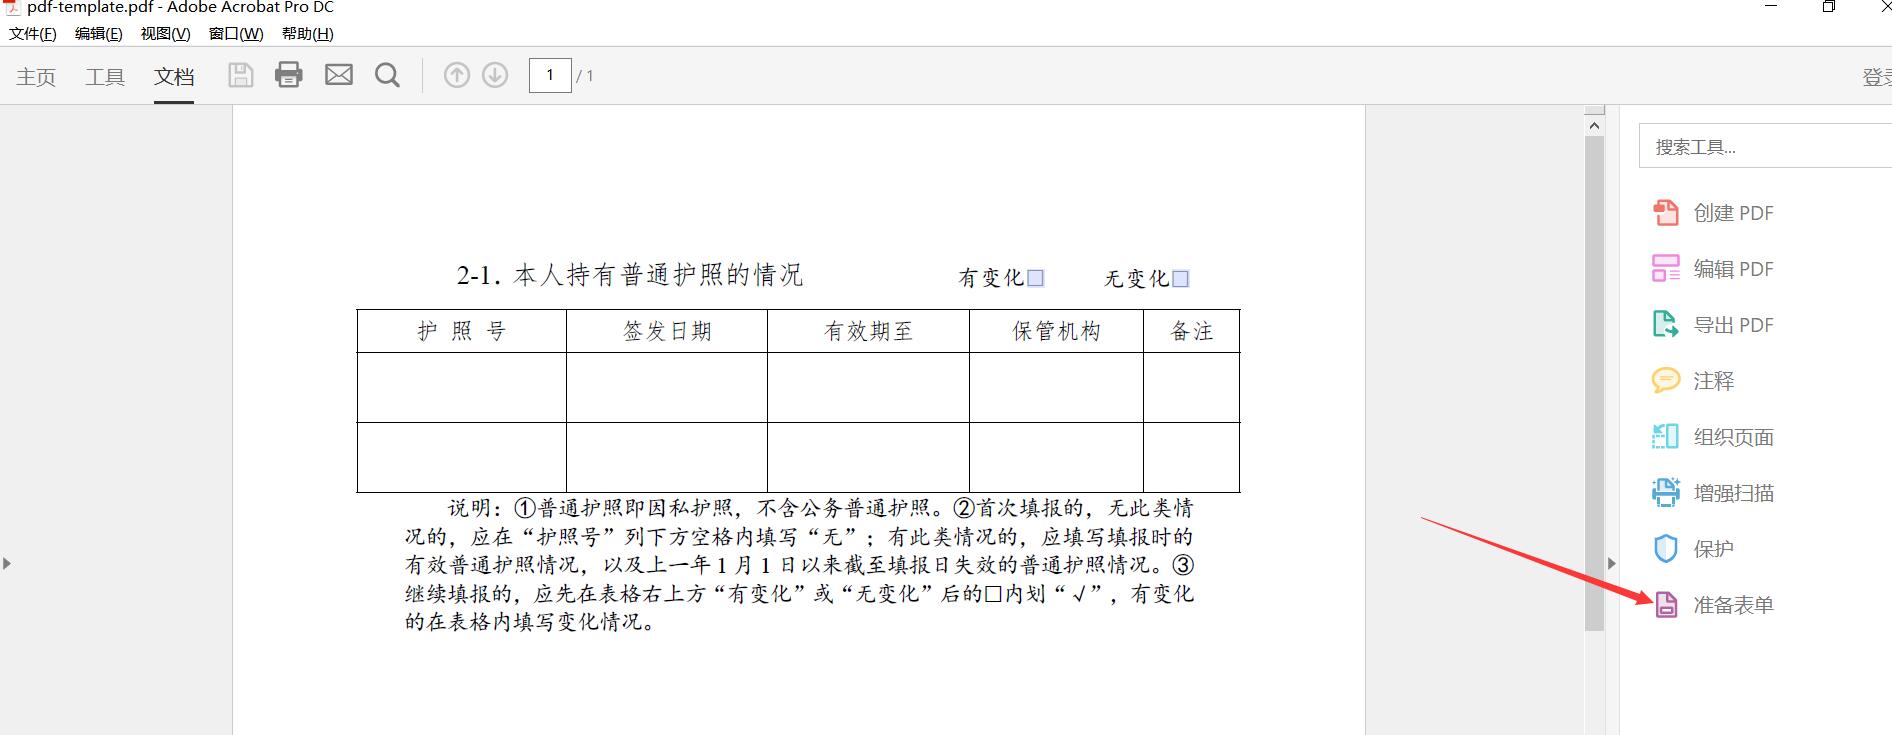 pdf-template.pdf - Adobe Acrobat Pro DC
文件(F) 编辑(E) 视图(V) 窗口(W) 帮助(H)
主页 工具 文档 1 / 1
搜索工具...
创建 PDF
编辑 PDF
导出 PDF
注释
组织页面
增强扫描
保护
准备表单
2-1. 本人持有普通护照的情况 有变化□ 无变化□
护 照 号 签发日期 有效期至 保管机构 备注
说明：①普通护照即因私护照，不含公务普通护照。②首次填报的，无此类情
况的，应在“护照号”列下方空格内填写“无”；有此类情况的，应填写填报时的
有效普通护照情况，以及上一年 1 月 1 日以来截至填报日失效的普通护照情况。③
继续填报的，应先在表格右上方“有变化”或“无变化”后的□内划“√”，有变化
的在表格内填写变化情况。